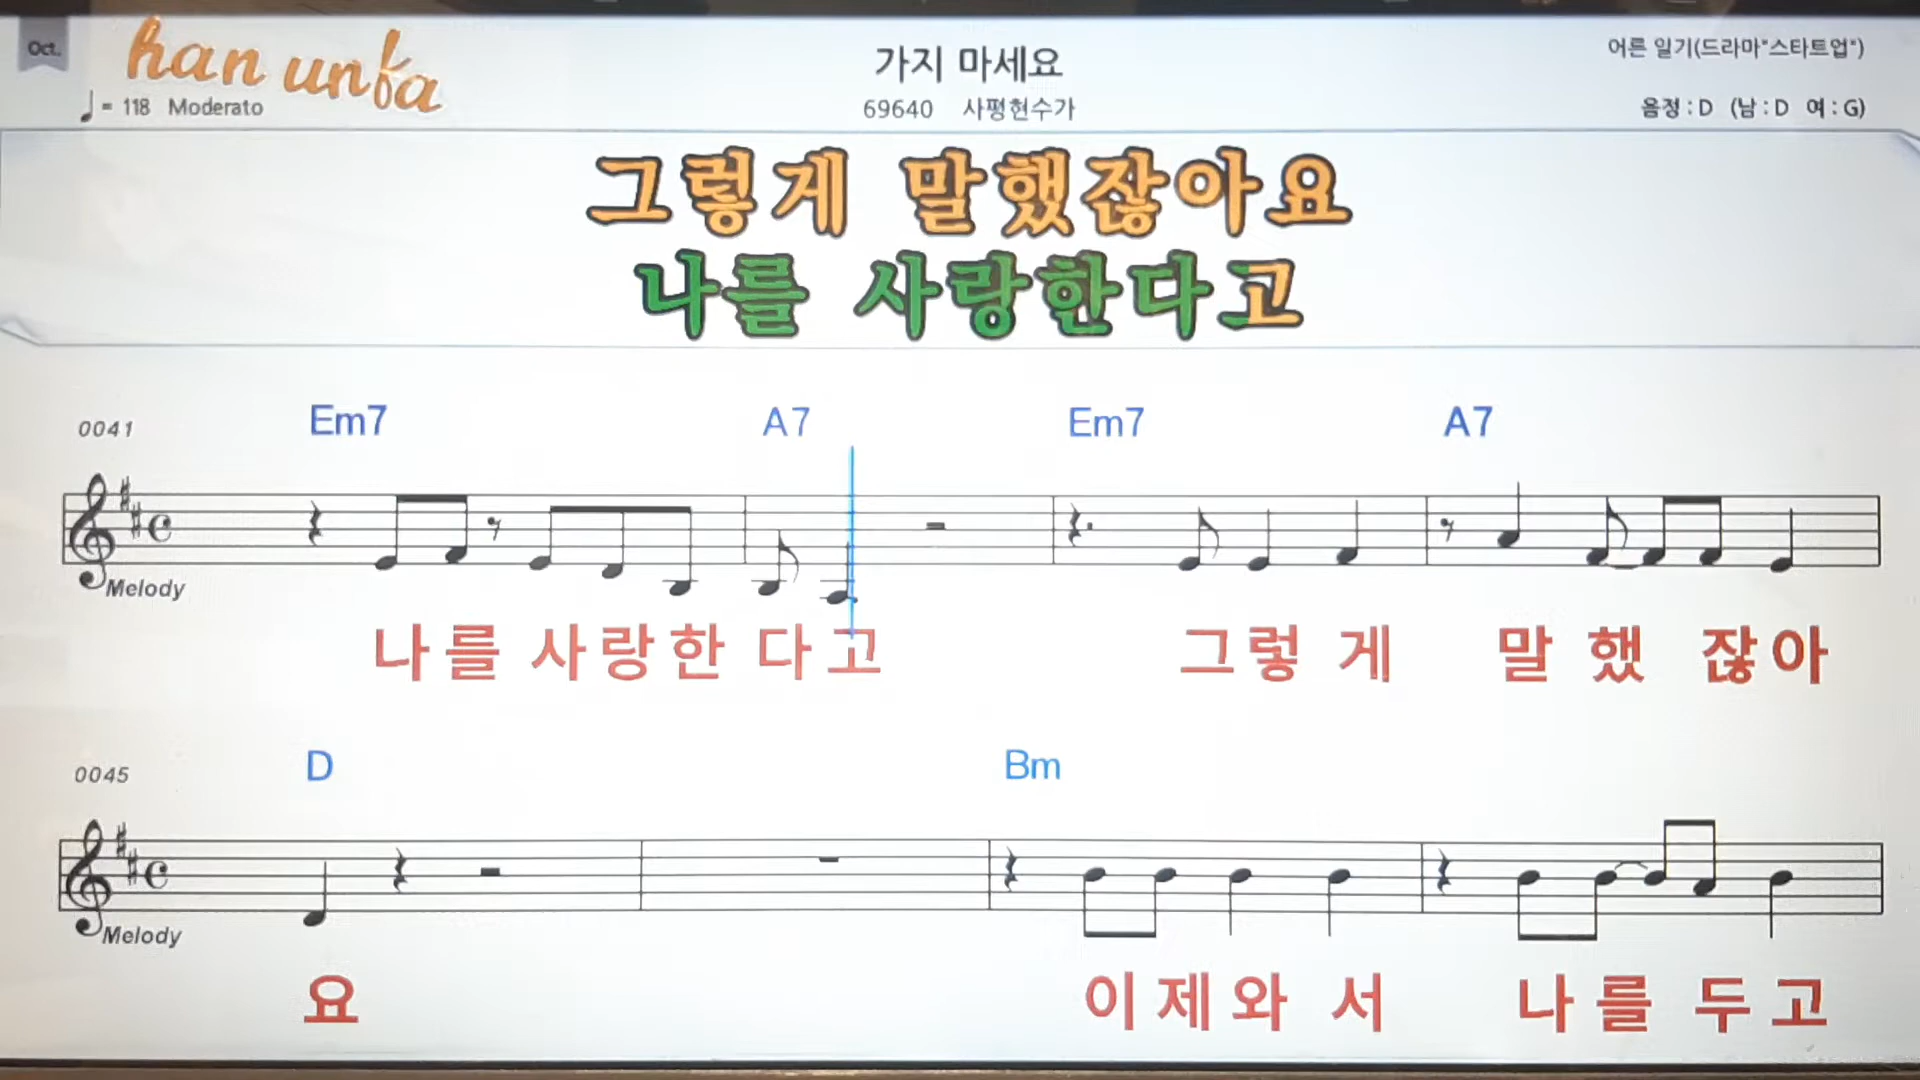 Oct.
han unfa
가지 마세요
어른 일기(드라마"스타트업")
= 118 Moderato
69640 사평현수가
음정 : D (남 : D 여 : G)
그렇게 말했잖아요
나를 사랑한다고
0041 Em7 A7 Em7 A7
Melody
나를 사랑한 다고 그렇 게 말 했 잖아
0045 D Bm
Melody
요 이제와 서 나 를 두고